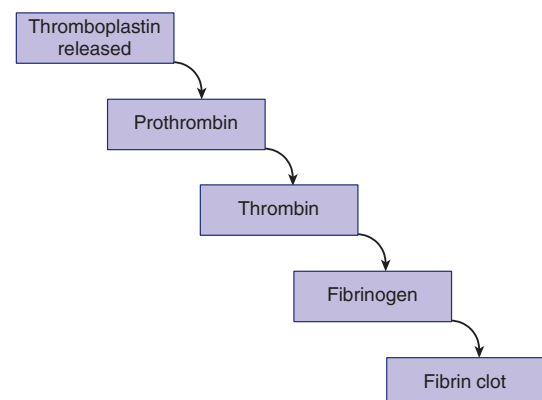 Thromboplastin
released
Prothrombin
Thrombin
Fibrinogen
Fibrin clot